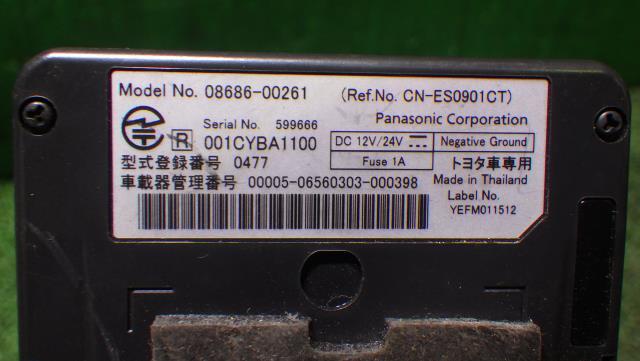 Model No. 08686-00261 (Ref.No. CN-ES0901CT)
Serial No. 599666 Panasonic Corporation
R 001CYBA1100 DC 12V/24V Negative Ground
型式登録番号 0477 Fuse 1A トヨタ車専用
車載器管理番号 00005-06560303-000398 Made in Thailand
Label No.
YEFM011512